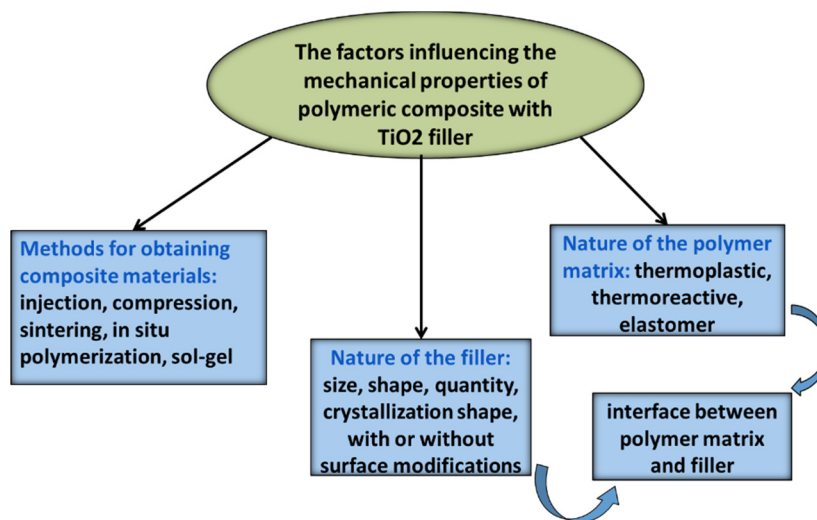 The factors influencing the
mechanical properties of
polymeric composite with
TiO2 filler
Methods for obtaining
composite materials:
injection, compression,
sintering, in situ
polymerization, sol-gel
Nature of the filler:
size, shape, quantity,
crystallization shape,
with or without
surface modifications
Nature of the polymer
matrix: thermoplastic,
thermoreactive,
elastomer
interface between
polymer matrix
and filler